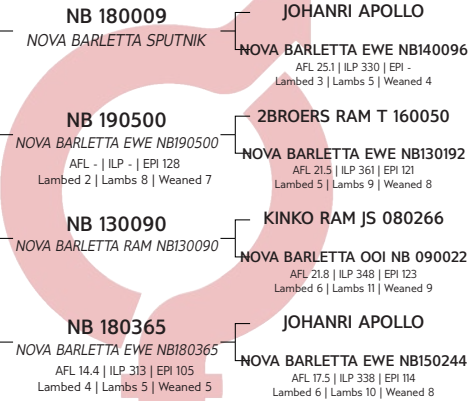 NB 180009
NOVA BARLETTA SPUTNIK
JOHANRI APOLLO
NOVA BARLETTA EWE NB140096
AFL 25.1 | ILP 330 | EPI -
Lambed 3 | Lambs 5 | Weaned 4
NB 190500
NOVA BARLETTA EWE NB190500
AFL - | ILP - | EPI 128
Lambed 2 | Lambs 8 | Weaned 7
2BROERS RAM T 160050
NOVA BARLETTA EWE NB130192
AFL 21.5 | ILP 361 | EPI 121
Lambed 5 | Lambs 9 | Weaned 8
NB 130090
NOVA BARLETTA RAM NB130090
KINKO RAM JS 080266
NOVA BARLETTA OOI NB 090022
AFL 21.8 | ILP 348 | EPI 123
Lambed 6 | Lambs 11 | Weaned 9
NB 180365
NOVA BARLETTA EWE NB180365
AFL 14.4 | ILP 313 | EPI 105
Lambed 4 | Lambs 5 | Weaned 5
JOHANRI APOLLO
NOVA BARLETTA EWE NB150244
AFL 17.5 | ILP 338 | EPI 114
Lambed 6 | Lambs 10 | Weaned 8